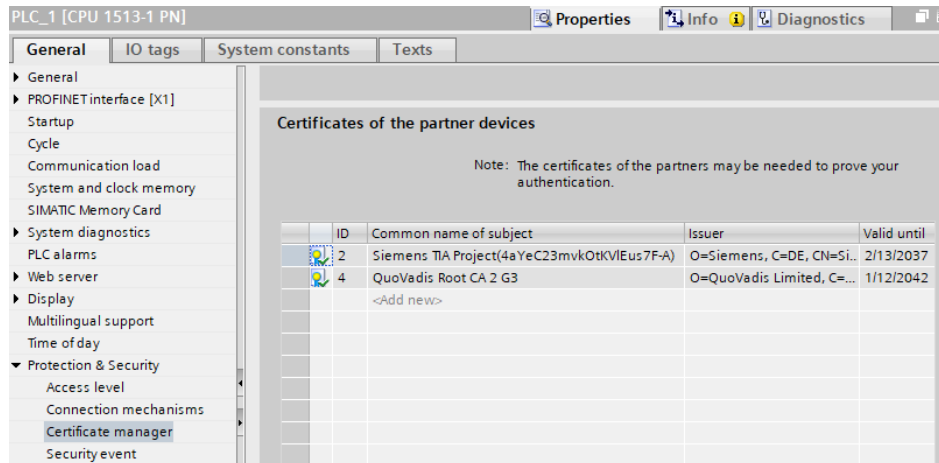 PLC_1 [CPU 1513-1 PN]
Properties
Info
Diagnostics
General
IO tags
System constants
Texts
General
PROFINET interface [X1]
Startup
Cycle
Communication load
System and clock memory
SIMATIC Memory Card
System diagnostics
PLC alarms
Web server
Display
Multilingual support
Time of day
Protection & Security
Access level
Connection mechanisms
Certificate manager
Security event
Certificates of the partner devices
Note: The certificates of the partners may be needed to prove your
authentication.
ID Common name of subject Issuer Valid until
2 Siemens TIA Project(4aYeC23mvkOtKVlEus7F-A) O=Siemens, C=DE, CN=Si.. 2/13/2037
4 QuoVadis Root CA 2 G3 O=QuoVadis Limited, C=... 1/12/2042
<Add new>